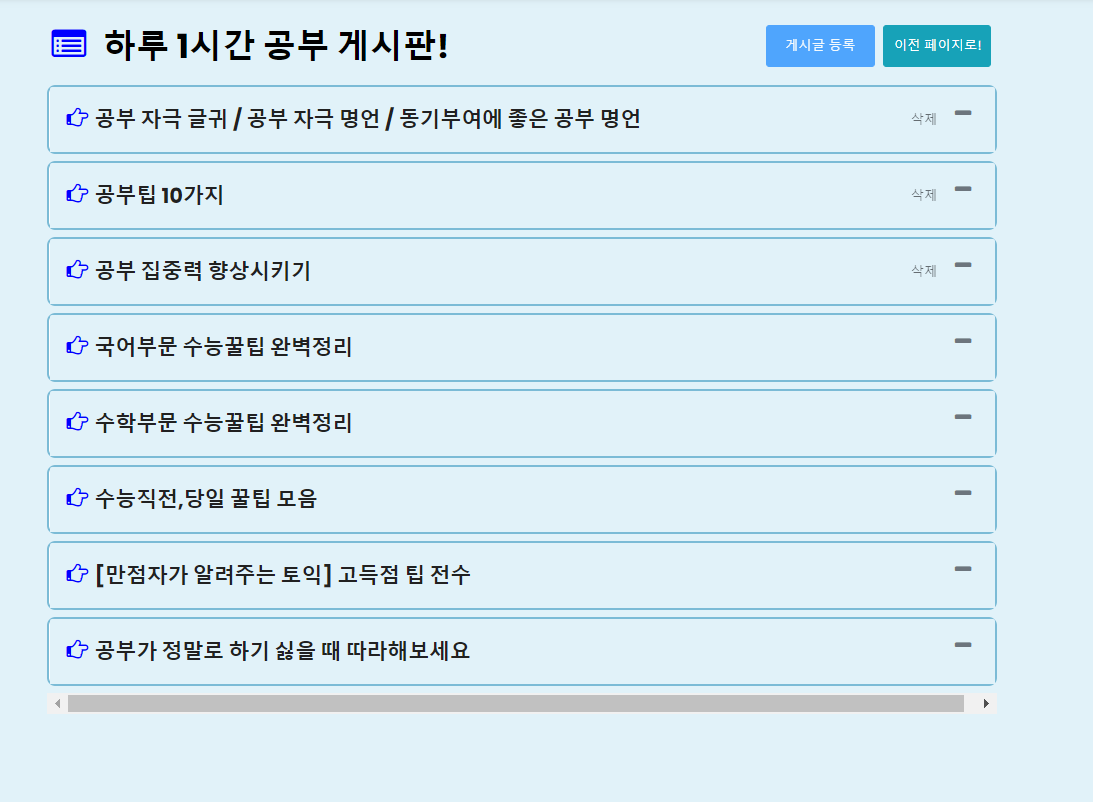 하루 1시간 공부 게시판!
게시글 등록
이전 페이지로!
공부 자극 글귀 / 공부 자극 명언 / 동기부여에 좋은 공부 명언
삭제
공부팁 10가지
삭제
공부 집중력 향상시키기
삭제
국어부문 수능꿀팁 완벽정리
수학부문 수능꿀팁 완벽정리
수능직전,당일 꿀팁 모음
[만점자가 알려주는 토익] 고득점 팁 전수
공부가 정말로 하기 싫을 때 따라해보세요